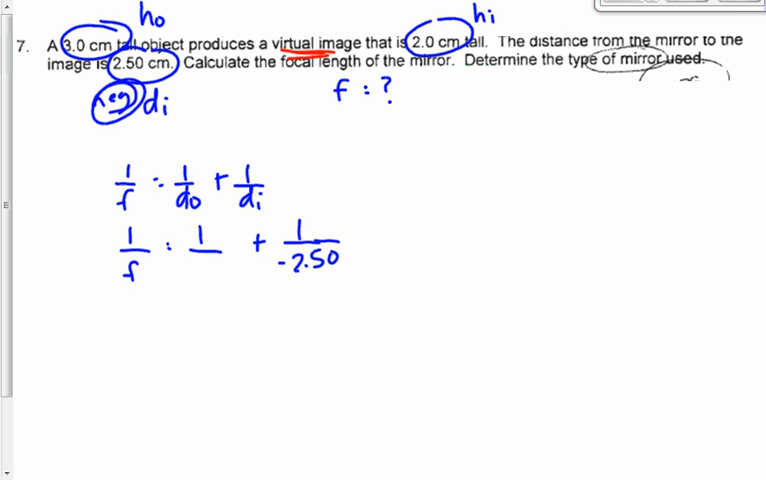 ho
hi
7. A 3.0 cm tall object produces a virtual image that is 2.0 cm tall. The distance from the mirror to the
image is 2.50 cm. Calculate the focal length of the mirror. Determine the type of mirror used.
neg di
f : ?
1/f = 1/do + 1/di
1/f : 1/ + 1/-2.50